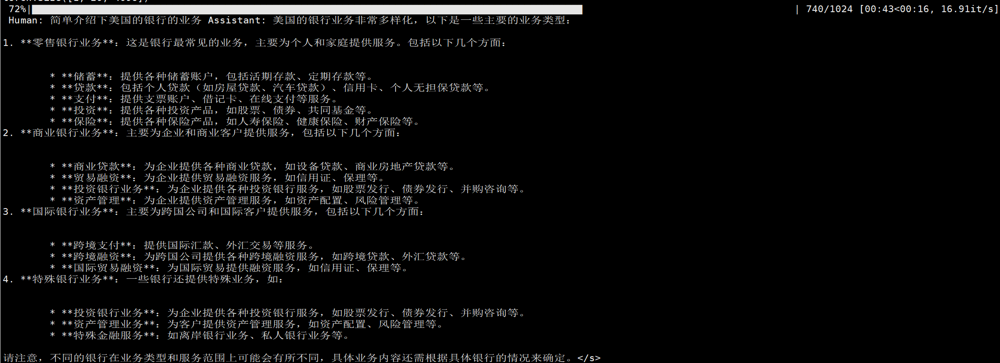 72%| | 740/1024 [00:43<00:16, 16.91it/s]
Human: 简单介绍下美国的银行的业务 Assistant: 美国的银行业务非常多样化，以下是一些主要的业务类型：
1. **零售银行业务**：这是银行最常见的业务，主要为个人和家庭提供服务。包括以下几个方面：
* **储蓄**：提供各种储蓄账户，包括活期存款、定期存款等。
* **贷款**：包括个人贷款（如房屋贷款、汽车贷款）、信用卡、个人无担保贷款等。
* **支付**：提供支票账户、借记卡、在线支付等服务。
* **投资**：提供各种投资产品，如股票、债券、共同基金等。
* **保险**：提供各种保险产品，如人寿保险、健康保险、财产保险等。
2. **商业银行业务**：主要为企业和商业客户提供服务，包括以下几个方面：
* **商业贷款**：为企业提供各种商业贷款，如设备贷款、商业房地产贷款等。
* **贸易融资**：为企业提供贸易融资服务，如信用证、保理等。
* **投资银行业务**：为企业提供各种投资银行服务，如股票发行、债券发行、并购咨询等。
* **资产管理**：为企业提供资产管理服务，如资产配置、风险管理等。
3. **国际银行业务**：主要为跨国公司和国际客户提供服务，包括以下几个方面：
* **跨境支付**：提供国际汇款、外汇交易等服务。
* **跨境融资**：为跨国公司提供各种跨境融资服务，如跨境贷款、外汇贷款等。
* **国际贸易融资**：为国际贸易提供融资服务，如信用证、保理等。
4. **特殊银行业务**：一些银行还提供特殊业务，如：
* **投资银行业务**：为企业提供各种投资银行服务，如股票发行、债券发行、并购咨询等。
* **资产管理业务**：为客户提供资产管理服务，如资产配置、风险管理等。
* **特殊金融服务**：如离岸银行业务、私人银行业务等。
请注意，不同的银行在业务类型和服务范围上可能会有所不同，具体业务内容还需根据具体银行的情况来确定。</s>